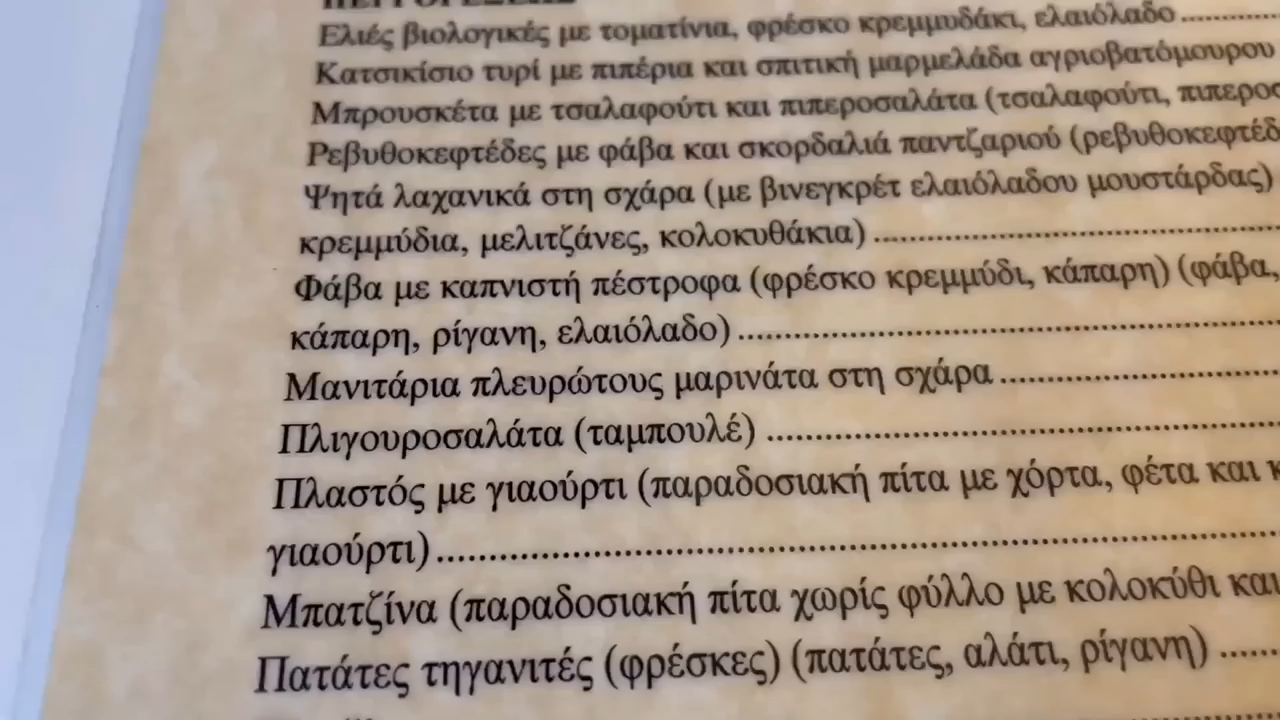 Ελιές βιολογικές με τοματίνια, φρέσκο κρεμμυδάκι, ελαιόλαδο
Κατσικίσιο τυρί με πιπέρια και σπιτική μαρμελάδα αγριοβατόμουρου
Μπρουσκέτα με τσαλαφούτι και πιπεροσαλάτα (τσαλαφούτι,
Ρεβυθοκεφτέδες με φάβα και σκορδαλιά παντζαριού
Ψητά λαχανικά στη σχάρα (με βινεγκρέτ ελαιόλαδου μουστάρδας)
κρεμμύδια, μελιτζάνες, κολοκυθάκια)
Φάβα με καπνιστή πέστροφα (φρέσκο κρεμμύδι, κάπαρη) (φάβα,
κάπαρη, ρίγανη, ελαιόλαδο)
Μανιτάρια πλευρώτους μαρινάτα στη σχάρα
Πλιγουροσαλάτα (ταμπουλέ)
Πλαστός με γιαούρτι (παραδοσιακή πίτα με χόρτα, φέτα και
γιαούρτι)
Μπατζίνα (παραδοσιακή πίτα χωρίς φύλλο με κολοκύθι και
Πατάτες τηγανιτές (φρέσκες) (πατάτες, αλάτι, ρίγανη)